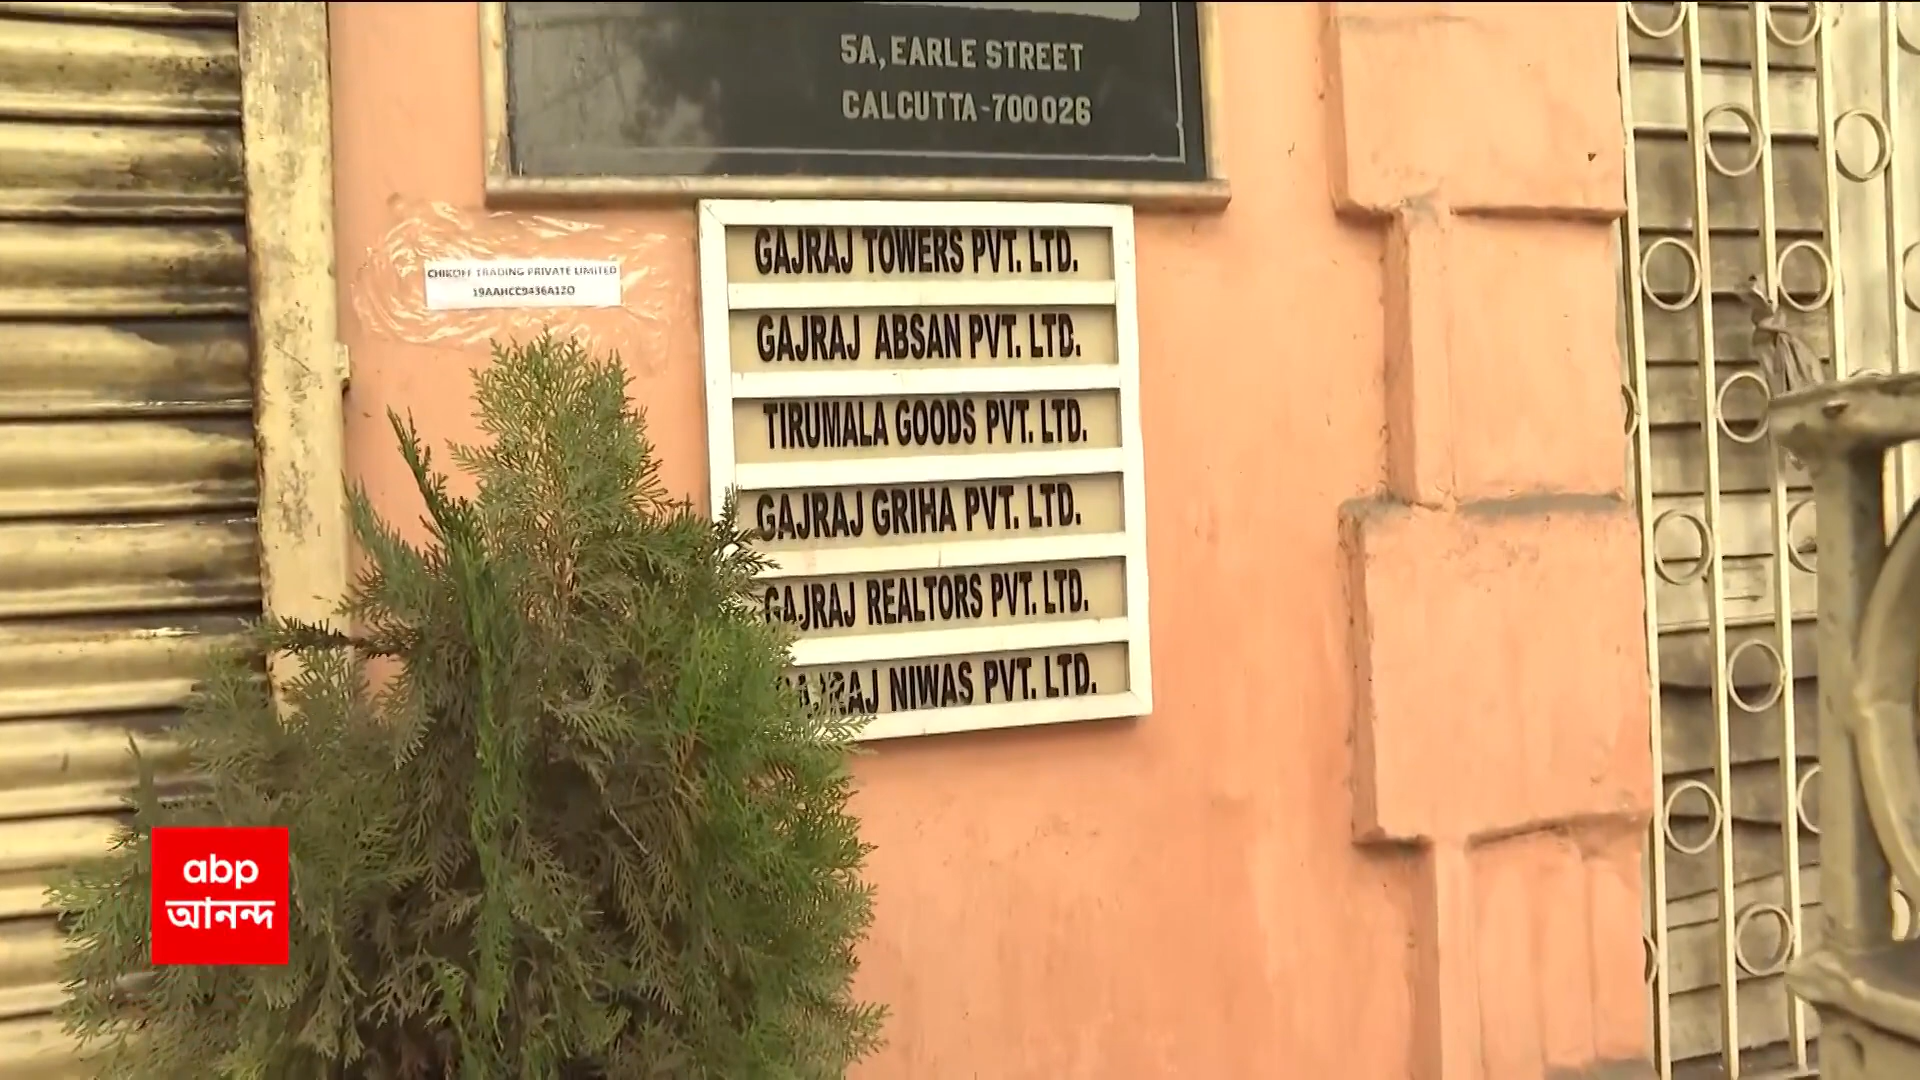 5A, EARLE STREET
CALCUTTA-700026
CHIKOFF TRADING PRIVATE LIMITED
19AAHCC9436A1ZO
GAJRAJ TOWERS PVT. LTD.
GAJRAJ ABSAN PVT. LTD.
TIRUMALA GOODS PVT. LTD.
GAJRAJ GRIHA PVT. LTD.
GAJRAJ REALTORS PVT. LTD.
GAJRAJ NIWAS PVT. LTD.
abp
আনন্দ